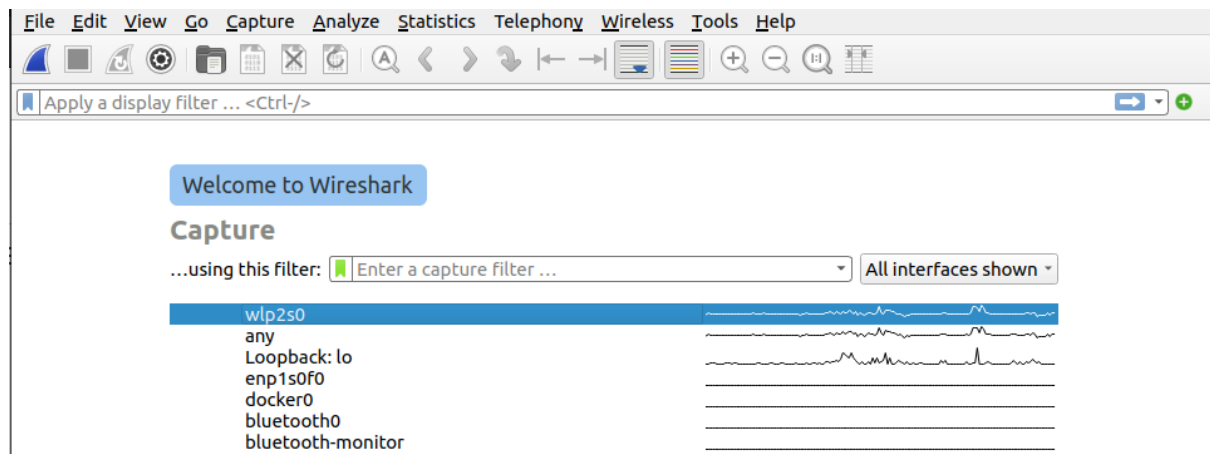 File Edit View Go Capture Analyze Statistics Telephony Wireless Tools Help
Apply a display filter … <Ctrl-/>
Welcome to Wireshark
Capture
…using this filter: Enter a capture filter … All interfaces shown
wlp2s0
any
Loopback: lo
enp1s0f0
docker0
bluetooth0
bluetooth-monitor